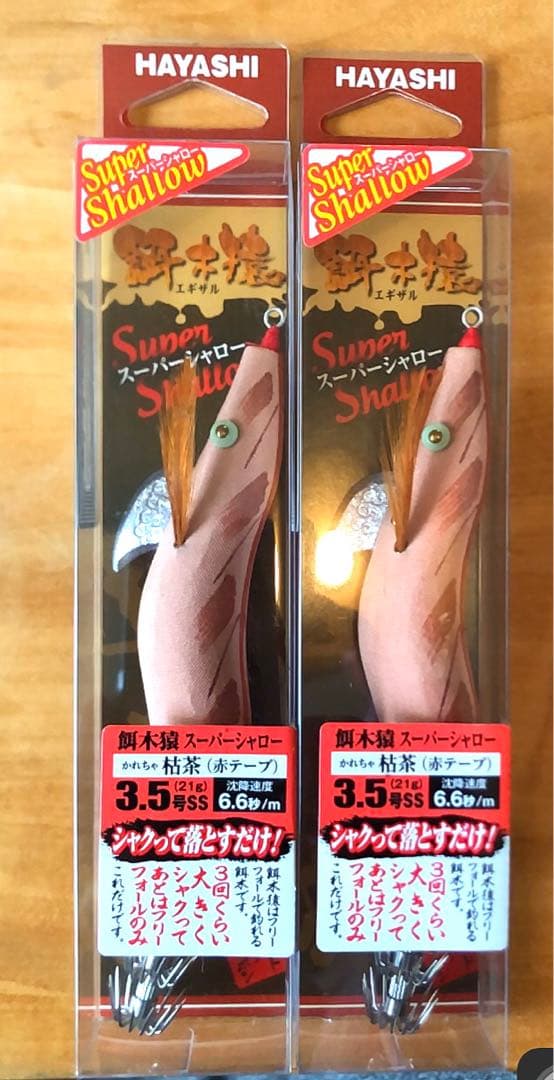 HAYASHI
Super
Shallow
スーパーシャロー
餌木猿
エギザル
Super
スーパーシャロー
餌木猿 スーパーシャロー
かれちゃ 枯茶（赤テープ）
3.5号SS (21g) 沈降速度 6.6秒/m
シャクって落とすだけ！
餌木猿はフリー
フォールで釣れる
餌木です。
3回くらい
大きく
シャクって
あとはフリー
フォールのみ
これだけです。
HAYASHI
Super
Shallow
スーパーシャロー
餌木猿
エギザル
Super
スーパーシャロー
餌木猿 スーパーシャロー
かれちゃ 枯茶（赤テープ）
3.5号SS (21g) 沈降速度 6.6秒/m
シャクって落とすだけ！
餌木猿はフリー
フォールで釣れる
餌木です。
3回くらい
大きく
シャクって
あとはフリー
フォールのみ
これだけです。